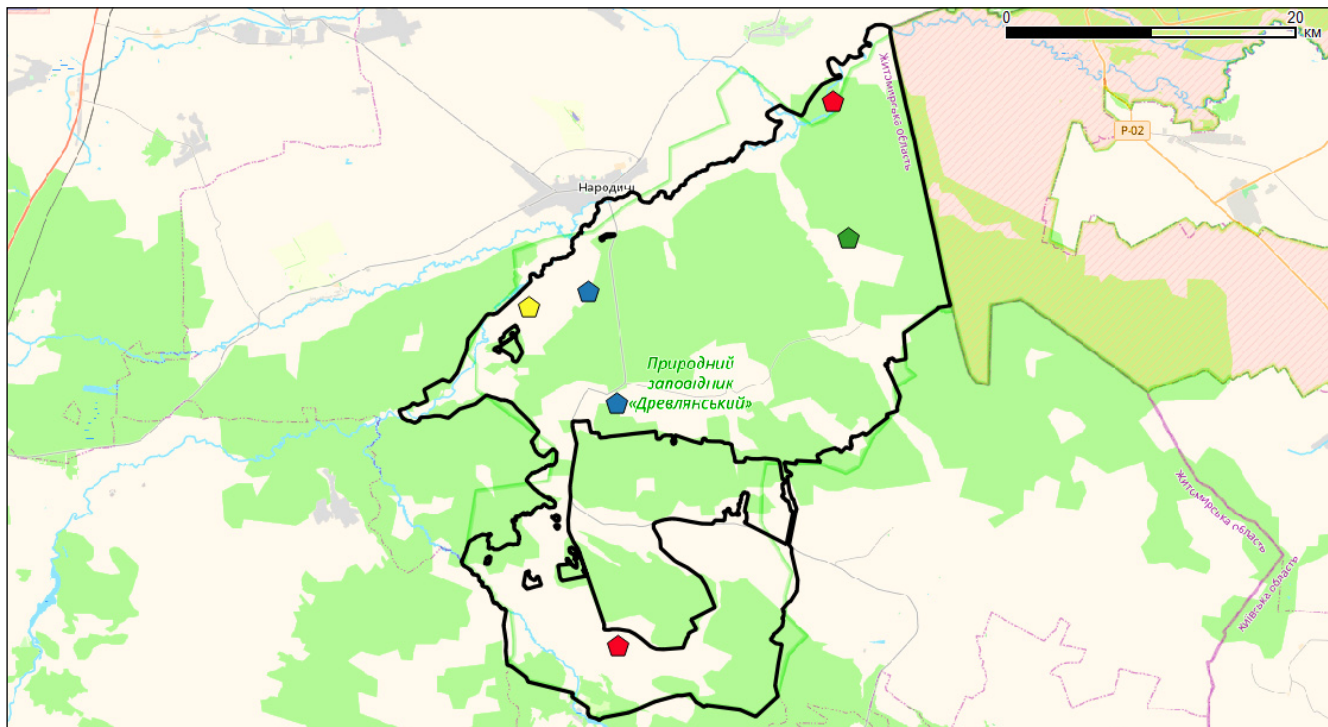 0 20
км
Р-02
Житомирська область
Народичі
Природний
заповідник
«Древлянський»
Житомирська область
Київська область